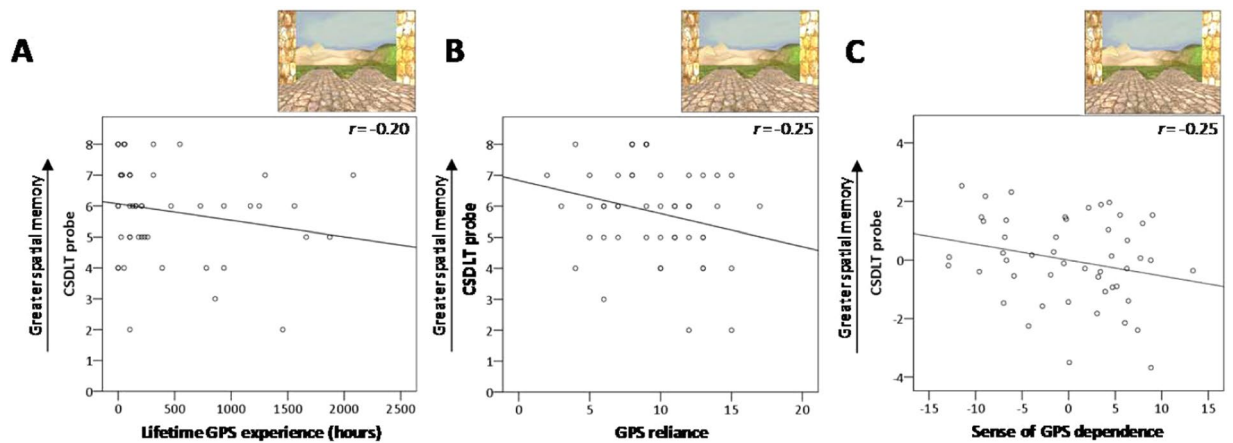 A
r = -0.20
Greater spatial memory
CSDLT probe
8
7
6
5
4
3
2
1
0
0 500 1000 1500 2000 2500
Lifetime GPS experience (hours)
B
r = -0.25
Greater spatial memory
CSDLT probe
8
7
6
5
4
3
2
1
0
0 5 10 15 20
GPS reliance
C
r = -0.25
Greater spatial memory
CSDLT probe
4
2
0
-2
-4
-15 -10 -5 0 5 10 15
Sense of GPS dependence